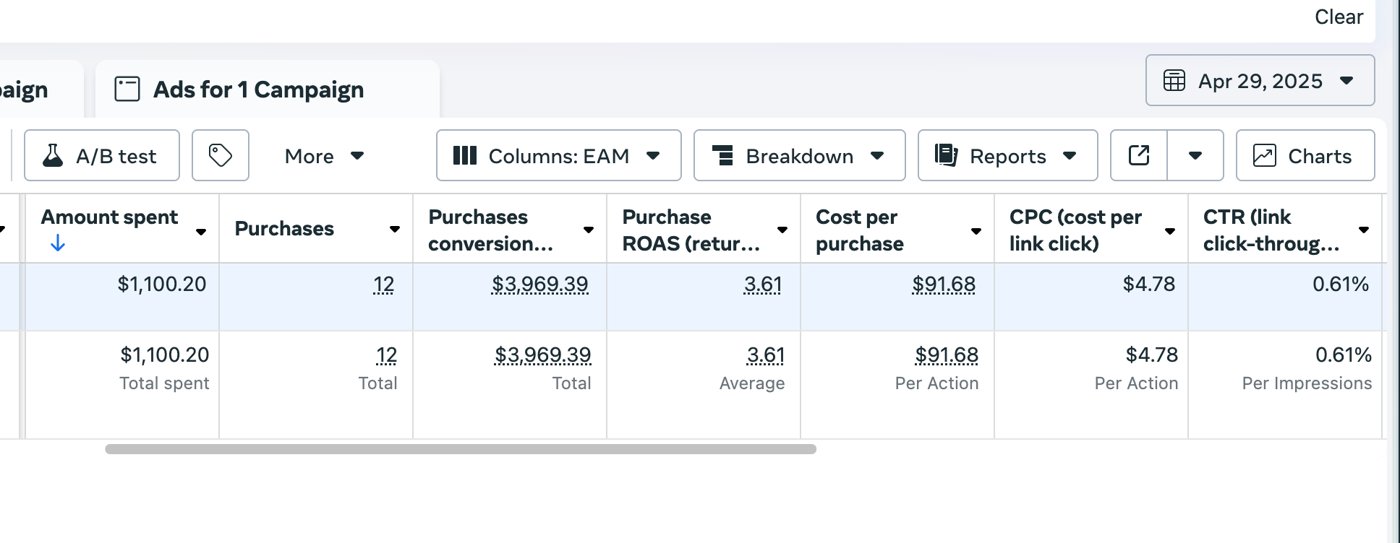 Clear
aign
Ads for 1 Campaign
Apr 29, 2025
A/B test
More
Columns: EAM
Breakdown
Reports
Charts
Amount spent
Purchases
Purchases
conversion...
Purchase
ROAS (retur...
Cost per
purchase
CPC (cost per
link click)
CTR (link
click-throug...
$1,100.20
12
$3,969.39
3.61
$91.68
$4.78
0.61%
$1,100.20
Total spent
12
Total
$3,969.39
Total
3.61
Average
$91.68
Per Action
$4.78
Per Action
0.61%
Per Impressions